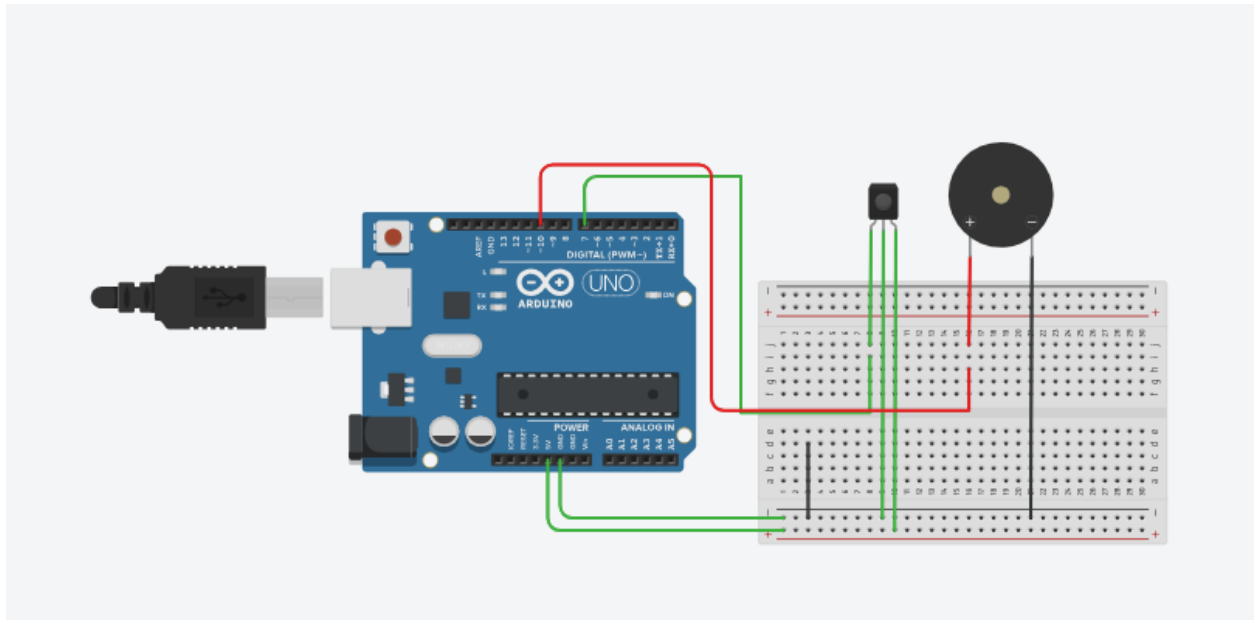 AREF
GND
13
12
~11
~10
~9
8
7
~6
~5
4
~3
2
TX→1
RX←0
DIGITAL (PWM~)
L
TX
RX
ARDUINO
UNO
ON
POWER
ANALOG IN
IOREF
RESET
3.3V
5V
GND
GND
Vin
A0
A1
A2
A3
A4
A5
+ −
− −
+ +
j j
i i
h h
g g
f f
e e
d d
c c
b b
a a
− −
+ +